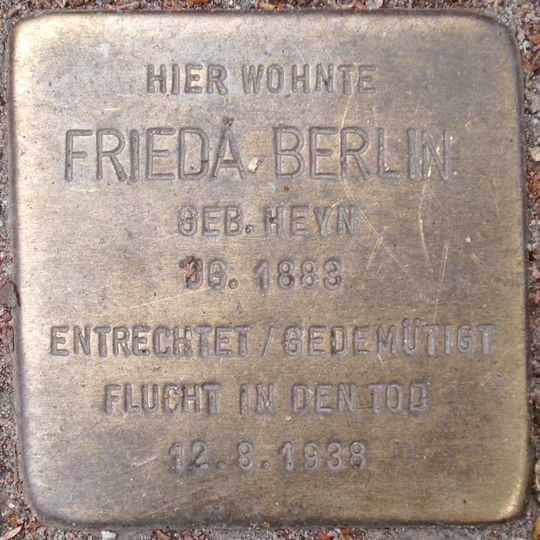 HIER WOHNTE
FRIEDA BERLIN
GEB. HEYN
JG. 1883
ENTRECHTET / GEDEMÜTIGT
FLUCHT IN DEN TOD
12.8.1938